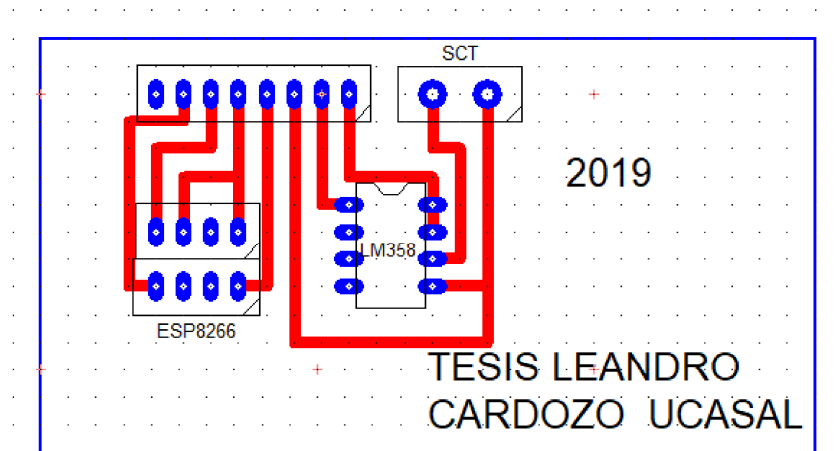 SCT
2019
LM358
ESP8266
TESIS LEANDRO
CARDOZO UCASAL